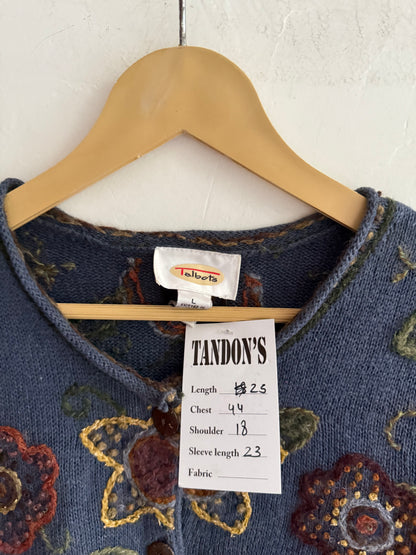 Talbots
L
TANDON'S
Length 25
Chest 44
Shoulder 18
Sleeve length 23
Fabric